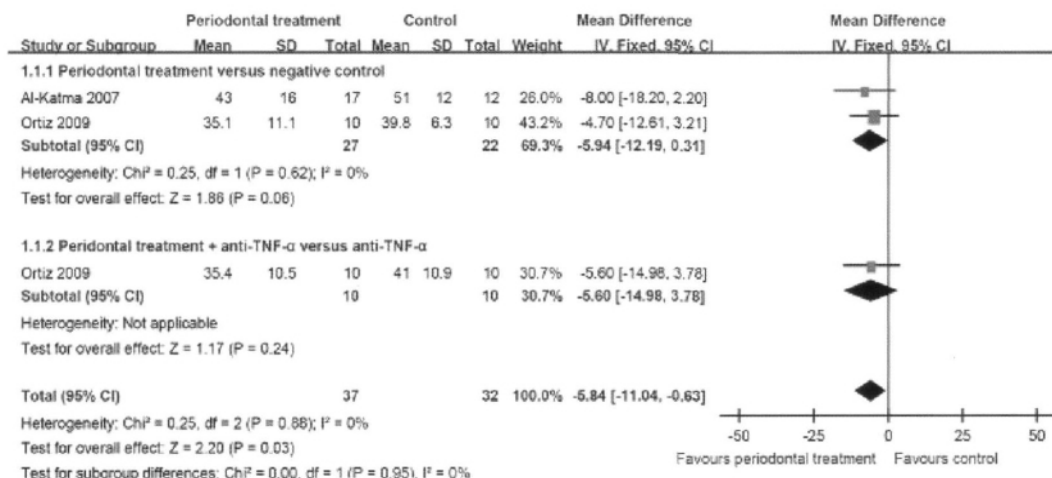 Periodontal treatment Control Mean Difference Mean Difference
Study or Subgroup Mean SD Total Mean SD Total Weight IV. Fixed. 95% CI IV. Fixed. 95% CI
1.1.1 Periodontal treatment versus negative control
Al-Katma 2007 43 16 17 51 12 12 26.0% -8.00 [-18.20, 2.20]
Ortiz 2009 35.1 11.1 10 39.8 6.3 10 43.2% -4.70 [-12.61, 3.21]
Subtotal (95% CI) 27 22 69.3% -5.94 [-12.19, 0.31]
Heterogeneity: Chi² = 0.25, df = 1 (P = 0.62); I² = 0%
Test for overall effect: Z = 1.86 (P = 0.06)
1.1.2 Peridontal treatment + anti-TNF-α versus anti-TNF-α
Ortiz 2009 35.4 10.5 10 41 10.9 10 30.7% -5.60 [-14.98, 3.78]
Subtotal (95% CI) 10 10 30.7% -5.60 [-14.98, 3.78]
Heterogeneity: Not applicable
Test for overall effect: Z = 1.17 (P = 0.24)
Total (95% CI) 37 32 100.0% -5.84 [-11.04, -0.63]
Heterogeneity: Chi² = 0.25, df = 2 (P = 0.88); I² = 0%
Test for overall effect: Z = 2.20 (P = 0.03)
Test for subgroup differences: Chi² = 0.00, df = 1 (P = 0.95), I² = 0%
-50 -25 0 25 50
Favours periodontal treatment Favours control